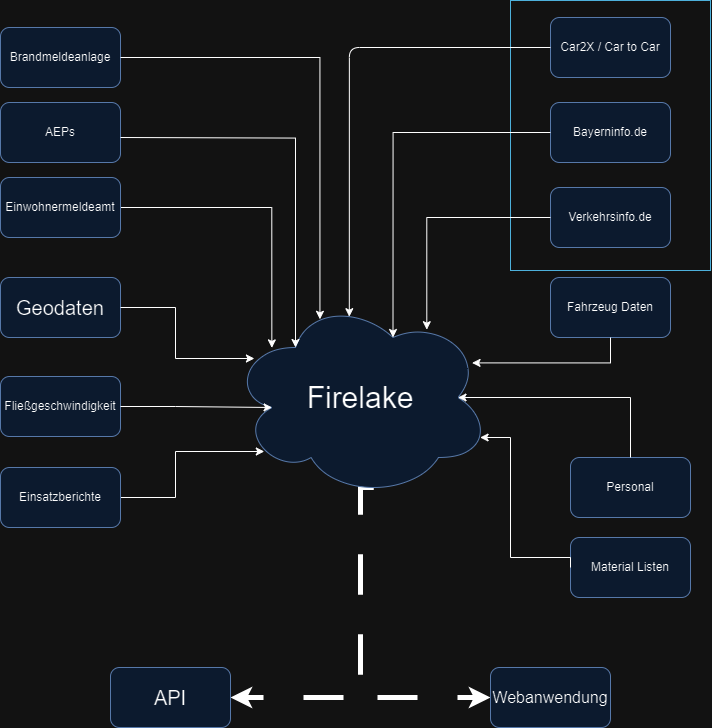 Brandmeldeanlage
Car2X / Car to Car
AEPs
Bayerninfo.de
Einwohnermeldeamt
Verkehrsinfo.de
Geodaten
Fahrzeug Daten
Firelake
Fließgeschwindigkeit
Einsatzberichte
Personal
Material Listen
API
Webanwendung